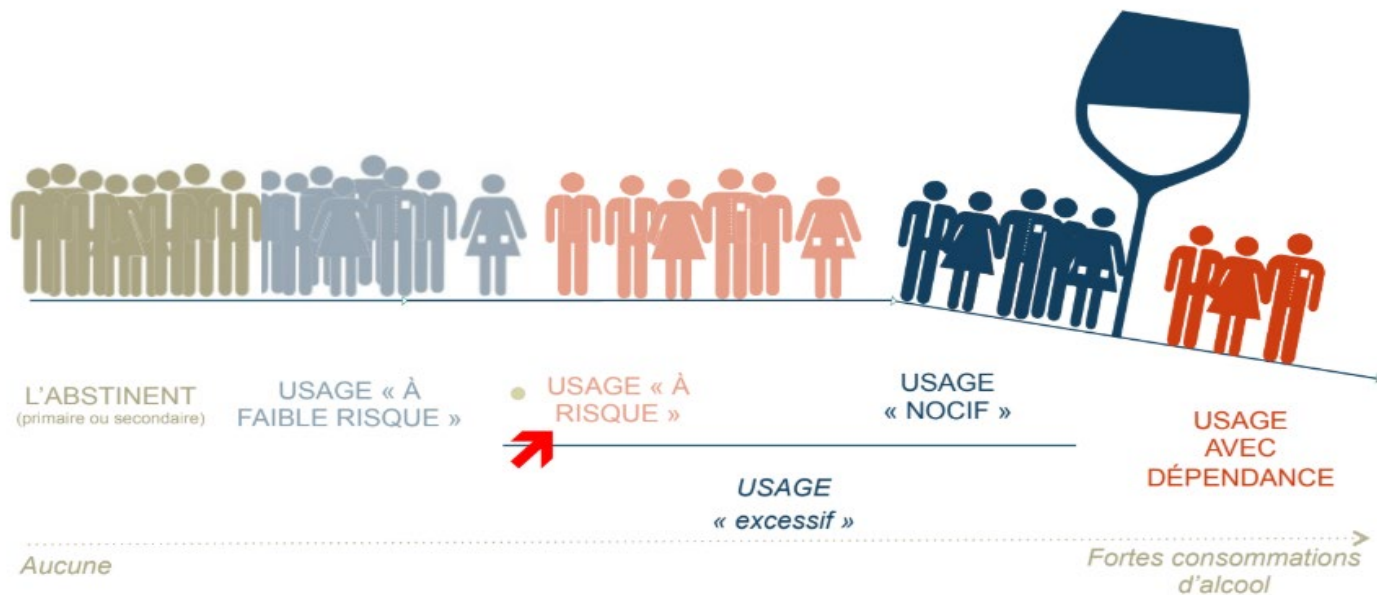 L'ABSTINENT
(primaire ou secondaire)
USAGE « À
FAIBLE RISQUE »
USAGE « À
RISQUE »
USAGE
« NOCIF »
USAGE
AVEC
DÉPENDANCE
USAGE
« excessif »
Aucune
Fortes consommations
d'alcool